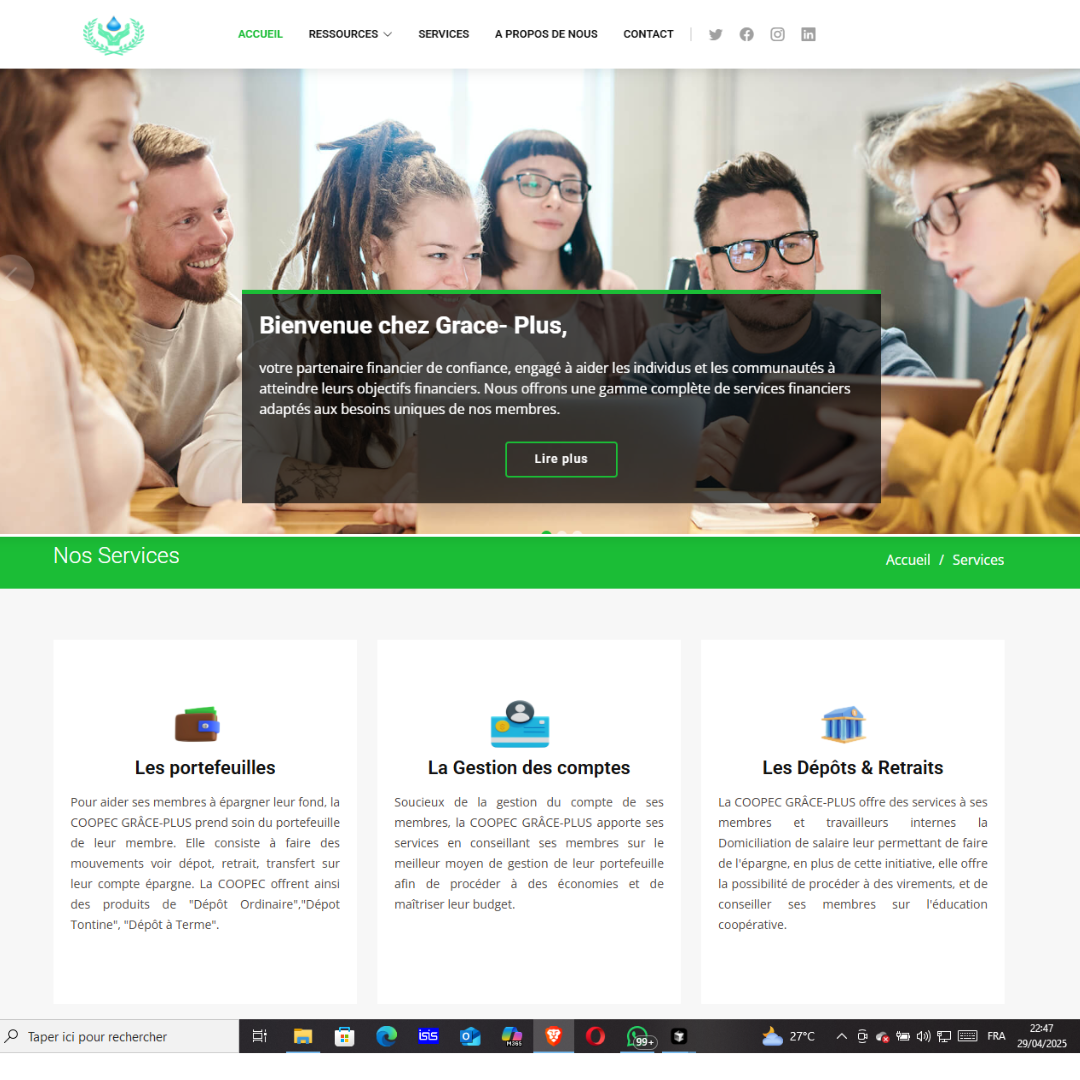 ACCUEIL RESSOURCES SERVICES A PROPOS DE NOUS CONTACT
Bienvenue chez Grace- Plus,
votre partenaire financier de confiance, engagé à aider les individus et les communautés à
atteindre leurs objectifs financiers. Nous offrons une gamme complète de services financiers
adaptés aux besoins uniques de nos membres.
Lire plus
Nos Services
Accueil / Services
Les portefeuilles
Pour aider ses membres à épargner leur fond, la
COOPEC GRÂCE-PLUS prend soin du portefeuille
de leur membre. Elle consiste à faire des
mouvements voir dépot, retrait, transfert sur
leur compte épargne. La COOPEC offrent ainsi
des produits de "Dépôt Ordinaire","Dépot
Tontine", "Dépôt à Terme".
La Gestion des comptes
Soucieux de la gestion du compte de ses
membres, la COOPEC GRÂCE-PLUS apporte ses
services en conseillant ses membres sur le
meilleur moyen de gestion de leur portefeuille
afin de procéder à des économies et de
maîtriser leur budget.
Les Dépôts & Retraits
La COOPEC GRÂCE-PLUS offre des services à ses
membres et travailleurs internes la
Domiciliation de salaire leur permettant de faire
de l'épargne, en plus de cette initiative, elle offre
la possibilité de procéder à des virements, et de
conseiller ses membres sur l'éducation
coopérative.
Taper ici pour rechercher
isis
M365
99+
27°C
FRA
22:47
29/04/2025